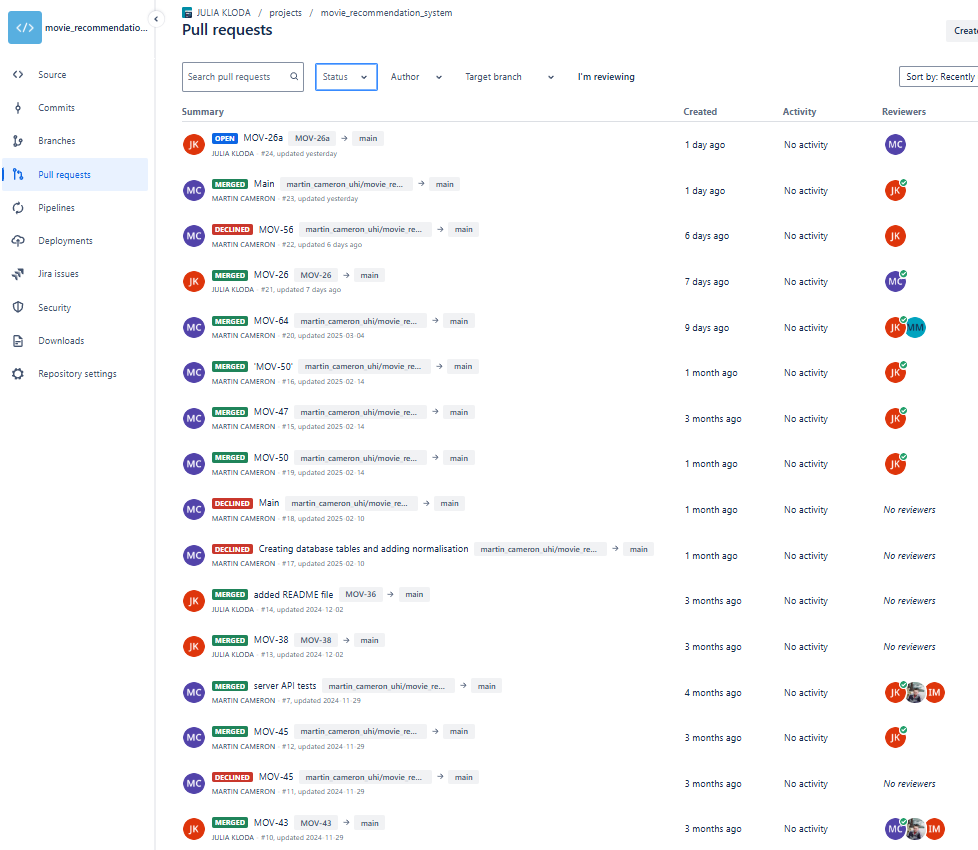 JULIA KLODA / projects / movie_recommendation_system
</> movie_recommendatio...
Pull requests
Create
Source
Commits
Branches
Pull requests
Pipelines
Deployments
Jira issues
Security
Downloads
Repository settings
Search pull requests Status Author Target branch I'm reviewing Sort by: Recently
Summary Created Activity Reviewers
JK OPEN MOV-26a MOV-26a → main 1 day ago No activity MC
JULIA KLODA · #24, updated yesterday
MC MERGED Main martin_cameron_uhi/movie_re... → main 1 day ago No activity JK
MARTIN CAMERON · #23, updated yesterday
MC DECLINED MOV-56 martin_cameron_uhi/movie_re... → main 6 days ago No activity JK
MARTIN CAMERON · #22, updated 6 days ago
JK MERGED MOV-26 MOV-26 → main 7 days ago No activity MC
JULIA KLODA · #21, updated 7 days ago
MC MERGED MOV-64 martin_cameron_uhi/movie_re... → main 9 days ago No activity JK MM
MARTIN CAMERON · #20, updated 2025-03-04
MC MERGED 'MOV-50' martin_cameron_uhi/movie_re... → main 1 month ago No activity JK
MARTIN CAMERON · #16, updated 2025-02-14
MC MERGED MOV-47 martin_cameron_uhi/movie_re... → main 3 months ago No activity JK
MARTIN CAMERON · #15, updated 2025-02-14
MC MERGED MOV-50 martin_cameron_uhi/movie_re... → main 1 month ago No activity JK
MARTIN CAMERON · #19, updated 2025-02-14
MC DECLINED Main martin_cameron_uhi/movie_re... → main 1 month ago No activity No reviewers
MARTIN CAMERON · #18, updated 2025-02-10
MC DECLINED Creating database tables and adding normalisation martin_cameron_uhi/movie_re... → main 1 month ago No activity No reviewers
MARTIN CAMERON · #17, updated 2025-02-10
JK MERGED added README file MOV-36 → main 3 months ago No activity No reviewers
JULIA KLODA · #14, updated 2024-12-02
JK MERGED MOV-38 MOV-38 → main 3 months ago No activity No reviewers
JULIA KLODA · #13, updated 2024-12-02
MC MERGED server API tests martin_cameron_uhi/movie_re... → main 4 months ago No activity JK IM
MARTIN CAMERON · #7, updated 2024-11-29
MC MERGED MOV-45 martin_cameron_uhi/movie_re... → main 3 months ago No activity JK
MARTIN CAMERON · #12, updated 2024-11-29
MC DECLINED MOV-45 martin_cameron_uhi/movie_re... → main 3 months ago No activity No reviewers
MARTIN CAMERON · #11, updated 2024-11-29
JK MERGED MOV-43 MOV-43 → main 3 months ago No activity MC IM
JULIA KLODA · #10, updated 2024-11-29